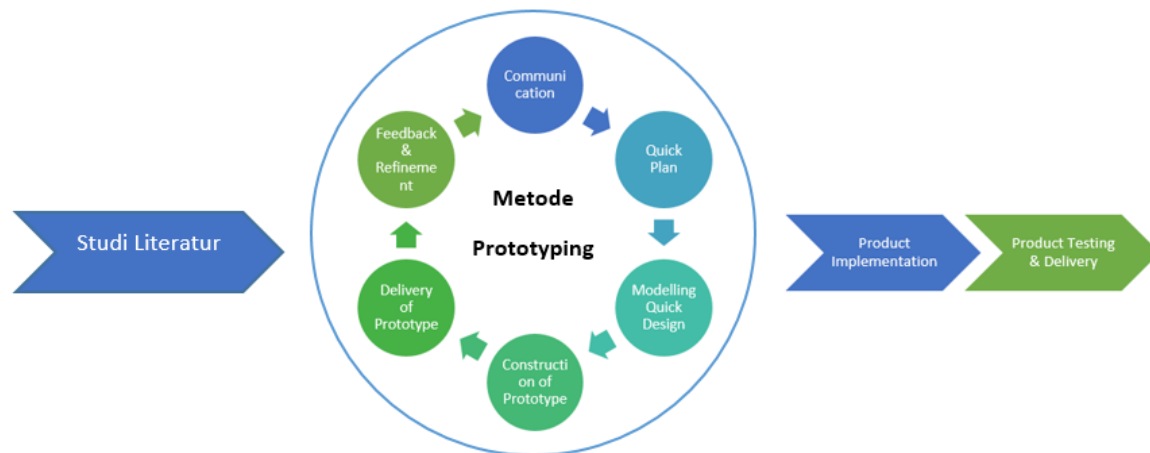 Studi Literatur
Communi
cation
Quick
Plan
Modelling
Quick
Design
Constructi
on of
Prototype
Delivery
of
Prototype
Feedback
&
Refineme
nt
Metode
Prototyping
Product
Implementation
Product Testing
& Delivery